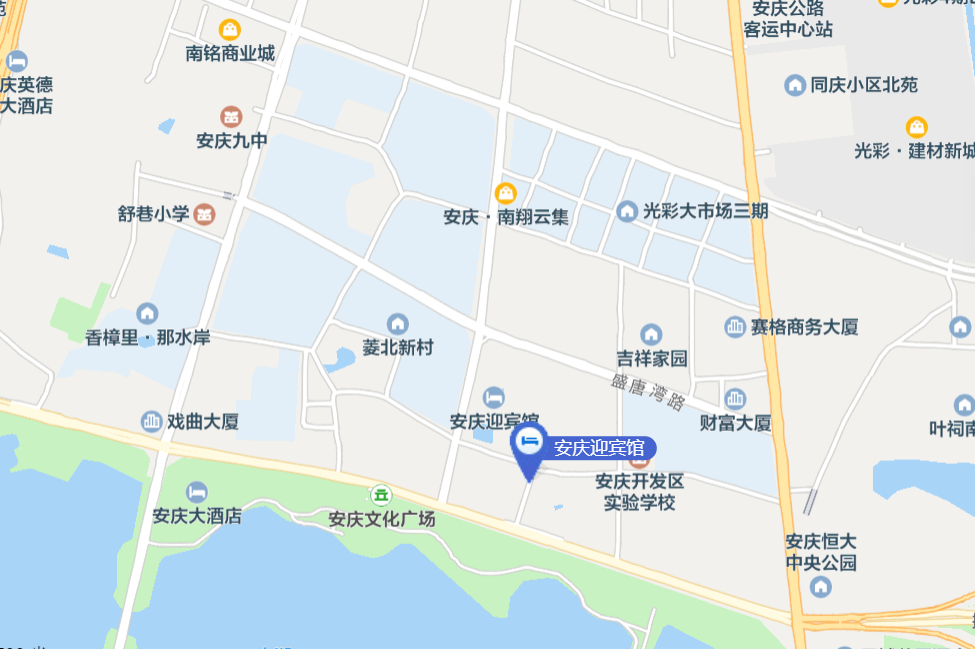 安庆公路
客运中心站
南铭商业城
庆英德
大酒店
同庆小区北苑
安庆九中
光彩·建材新城
舒巷小学
安庆·南翔云集
光彩大市场三期
香樟里·那水岸
菱北新村
赛格商务大厦
吉祥家园
盛唐湾路
戏曲大厦
安庆迎宾馆
财富大厦
叶祠南
安庆迎宾馆
安庆开发区
实验学校
安庆大酒店
安庆文化广场
安庆恒大
中央公园